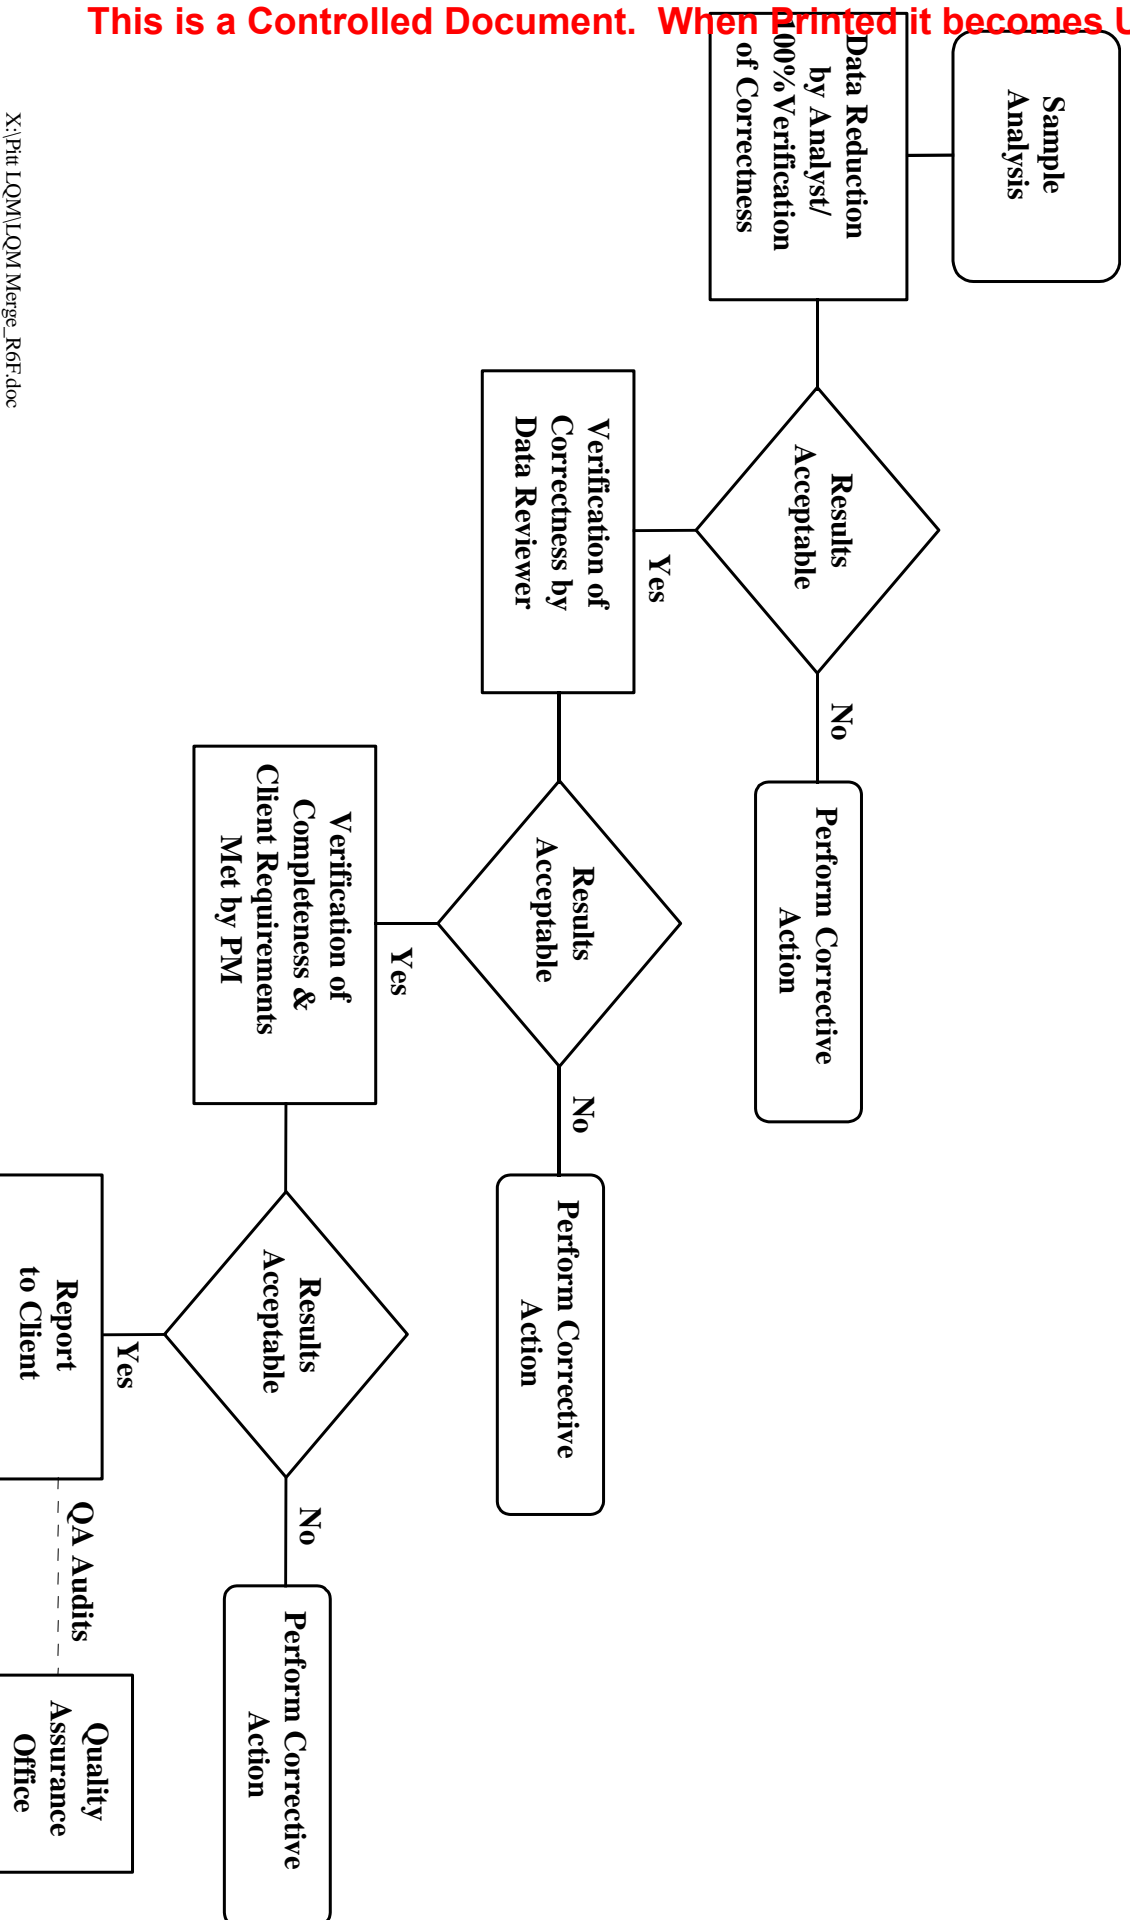 This is a Controlled Document.  When Printed it becomes U
Sample
Analysis
Data Reduction
by Analyst/
100%Verification
of Correctness
Results
Acceptable
No
Perform Corrective
Action
Yes
Verification of
Correctness by
Data Reviewer
Results
Acceptable
No
Perform Corrective
Action
Yes
Verification of
Completeness &
Client Requirements
Met by PM
Results
Acceptable
No
Perform Corrective
Action
Yes
Report
to Client
QA Audits
Quality
Assurance
Office
X:\Pitt LQM\LQM Merge_R6F.doc